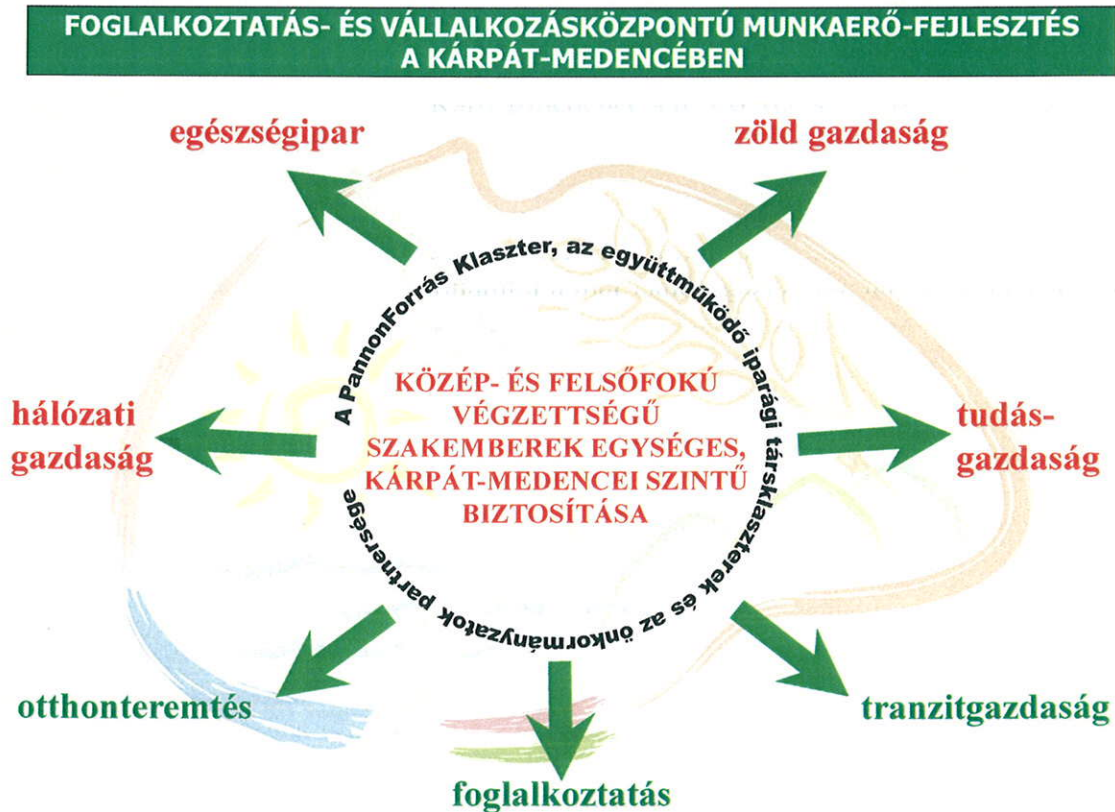 FOGLALKOZTATÁS- ÉS VÁLLALKOZÁSKÖZPONTÚ MUNKAERŐ-FEJLESZTÉS
A KÁRPÁT-MEDENCÉBEN
egészségipar
zöld gazdaság
A PannonForrás Klaszter, az együttműködő iparági társklaszterek és az önkormányzatok partnersége
KÖZÉP- ÉS FELSŐFOKÚ
VÉGZETTSÉGŰ
SZAKEMBEREK EGYSÉGES,
KÁRPÁT-MEDENCEI SZINTŰ
BIZTOSÍTÁSA
hálózati
gazdaság
tudás-
gazdaság
otthonteremtés
tranzitgazdaság
foglalkoztatás